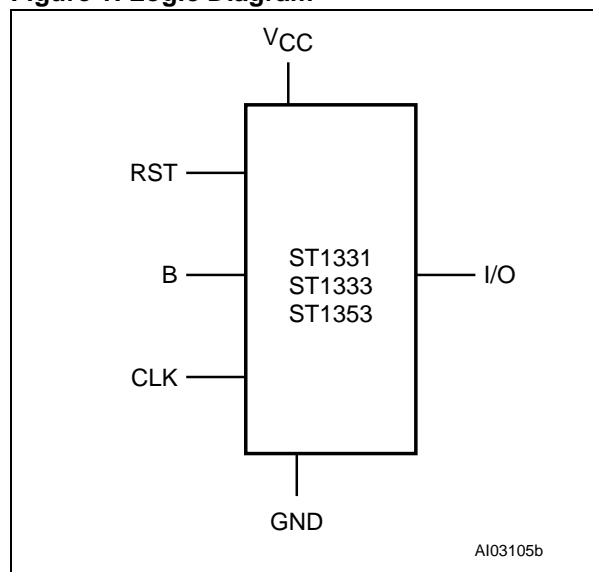 Figure 1. Logic Diagram
VCC
RST
B
CLK
ST1331
ST1333
ST1353
I/O
GND
AI03105b